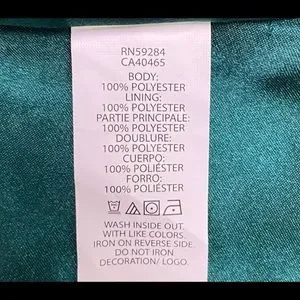 RN59284
CA40465
BODY:
100% POLYESTER
LINING:
100% POLYESTER
PARTIE PRINCIPALE:
100% POLYESTER
DOUBLURE:
100% POLYESTER
CUERPO:
100% POLIÉSTER
FORRO:
100% POLIÉSTER
WASH INSIDE OUT.
WITH LIKE COLORS.
IRON ON REVERSE SIDE.
DO NOT IRON
DECORATION/ LOGO.